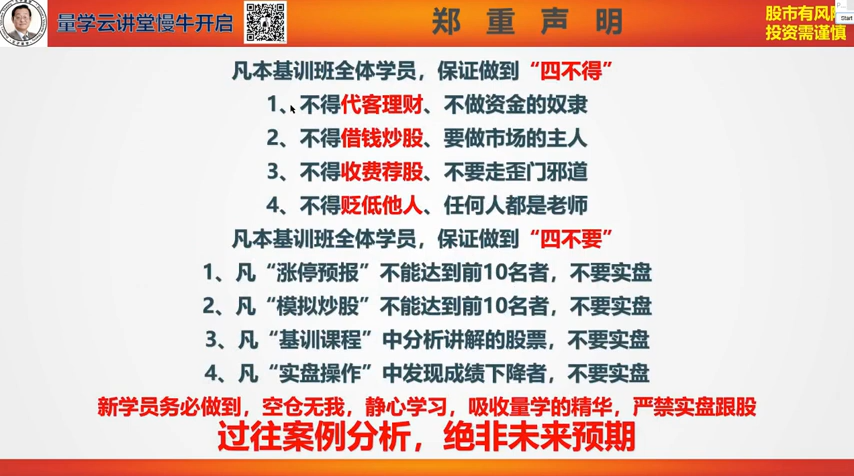 量学云讲堂慢牛开启
郑重声明
股市有风险
投资需谨慎
Start
凡本基训班全体学员，保证做到“四不得”
1、不得代客理财、不做资金的奴隶
2、不得借钱炒股、要做市场的主人
3、不得收费荐股、不要走歪门邪道
4、不得贬低他人、任何人都是老师
凡本基训班全体学员，保证做到“四不要”
1、凡“涨停预报”不能达到前10名者，不要实盘
2、凡“模拟炒股”不能达到前10名者，不要实盘
3、凡“基训课程”中分析讲解的股票，不要实盘
4、凡“实盘操作”中发现成绩下降者，不要实盘
新学员务必做到，空仓无我，静心学习，吸收量学的精华，严禁实盘跟股
过往案例分析，绝非未来预期